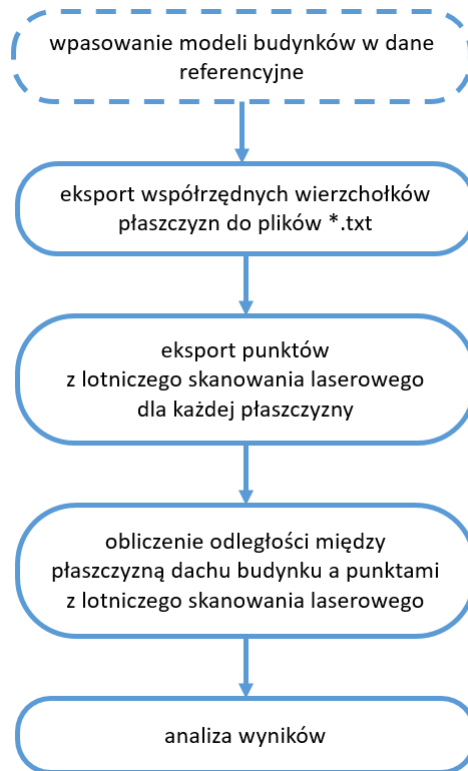 wpasowanie modeli budynków w dane
referencyjne
eksport współrzędnych wierzchołków
płaszczyzn do plików *.txt
eksport punktów
z lotniczego skanowania laserowego
dla każdej płaszczyzny
obliczenie odległości między
płaszczyzną dachu budynku a punktami
z lotniczego skanowania laserowego
analiza wyników